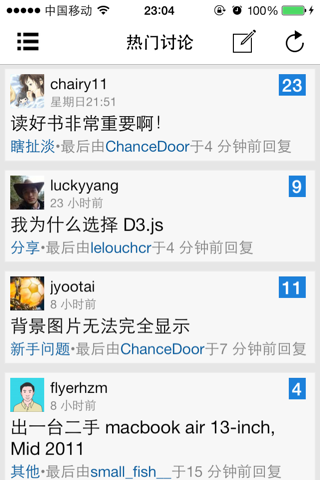 中国移动 23:04 100%
热门讨论
chairy11 23
星期日21:51
读好书非常重要啊！
瞎扯淡•最后由ChanceDoor于4 分钟前回复
luckyyang 9
23 小时前
我为什么选择 D3.js
分享•最后由lelouchcr于4 分钟前回复
jyootai 11
8 小时前
背景图片无法完全显示
新手问题•最后由ChanceDoor于7 分钟前回复
flyerhzm 4
8 小时前
出一台二手 macbook air 13-inch,
Mid 2011
其他•最后由small_fish__于15 分钟前回复